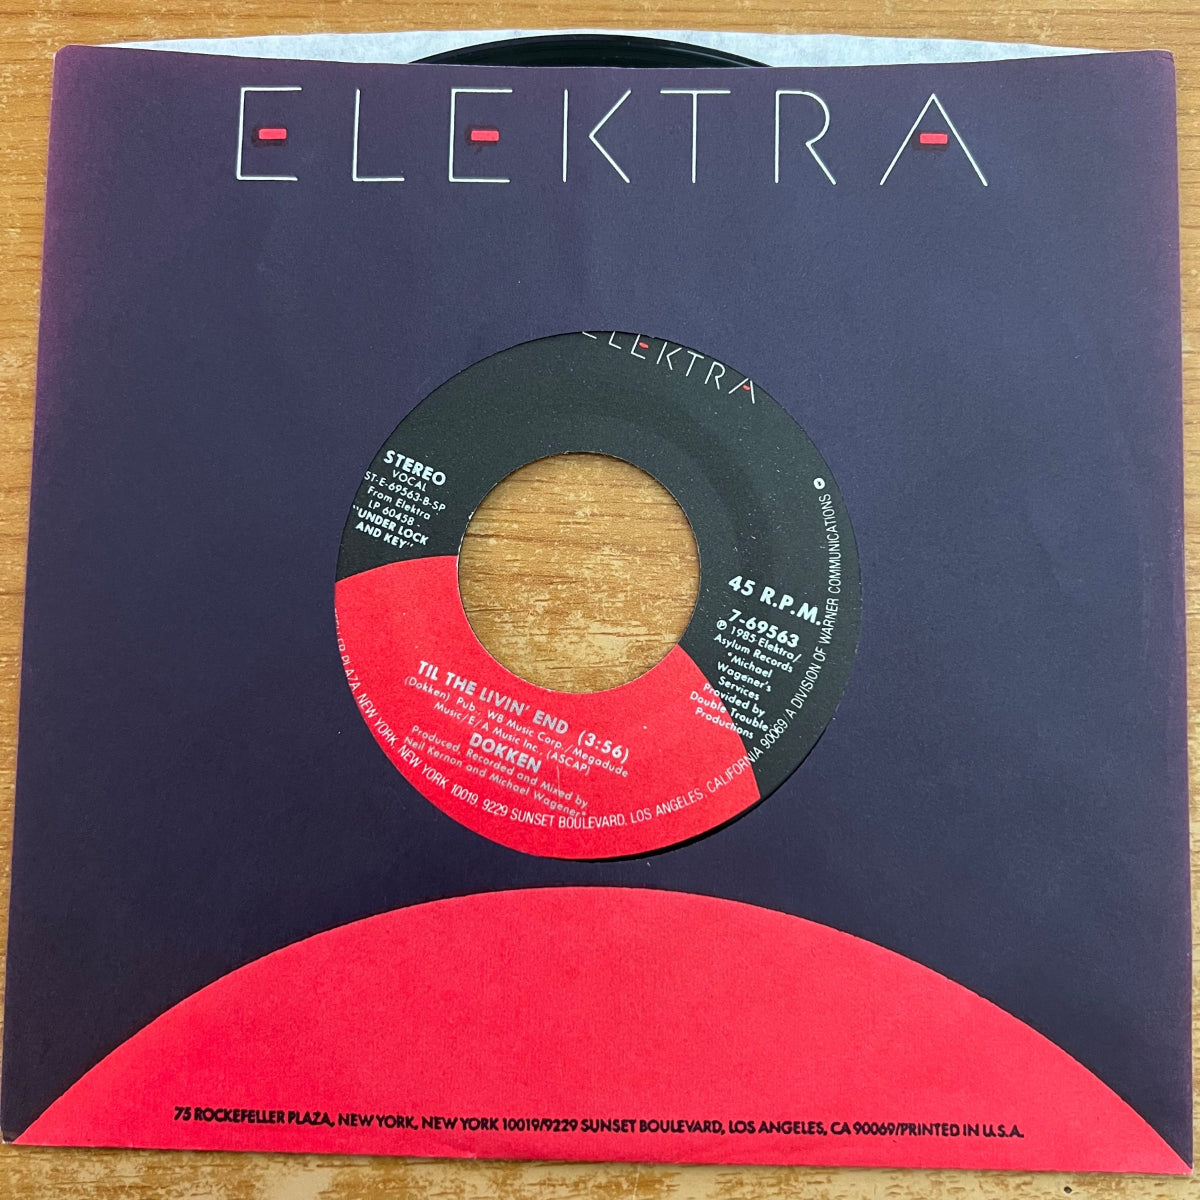 ELEKTRA
ELEKTRA
STEREO
VOCAL
ST-E-69563-B-SP
From Elektra
LP 60458
"UNDER LOCK
AND KEY"
45 R.P.M.
7-69563
℗ 1985 Elektra/
Asylum Records
*Michael
Wagener's
Services
Provided by
Double Trouble
Productions
TIL THE LIVIN' END (3:56)
(Dokken) Pub., WB Music Corp./Megadude
Music/E/A Music Inc., (ASCAP)
DOKKEN
Produced, Recorded and Mixed by
Neil Kernon and Michael Wagener*
PLAZA, NEW YORK, NEW YORK 10019, 9229 SUNSET BOULEVARD, LOS ANGELES, CALIFORNIA 90069/A DIVISION OF WARNER COMMUNICATIONS
75 ROCKEFELLER PLAZA, NEW YORK, NEW YORK 10019/9229 SUNSET BOULEVARD, LOS ANGELES, CA 90069/PRINTED IN U.S.A.